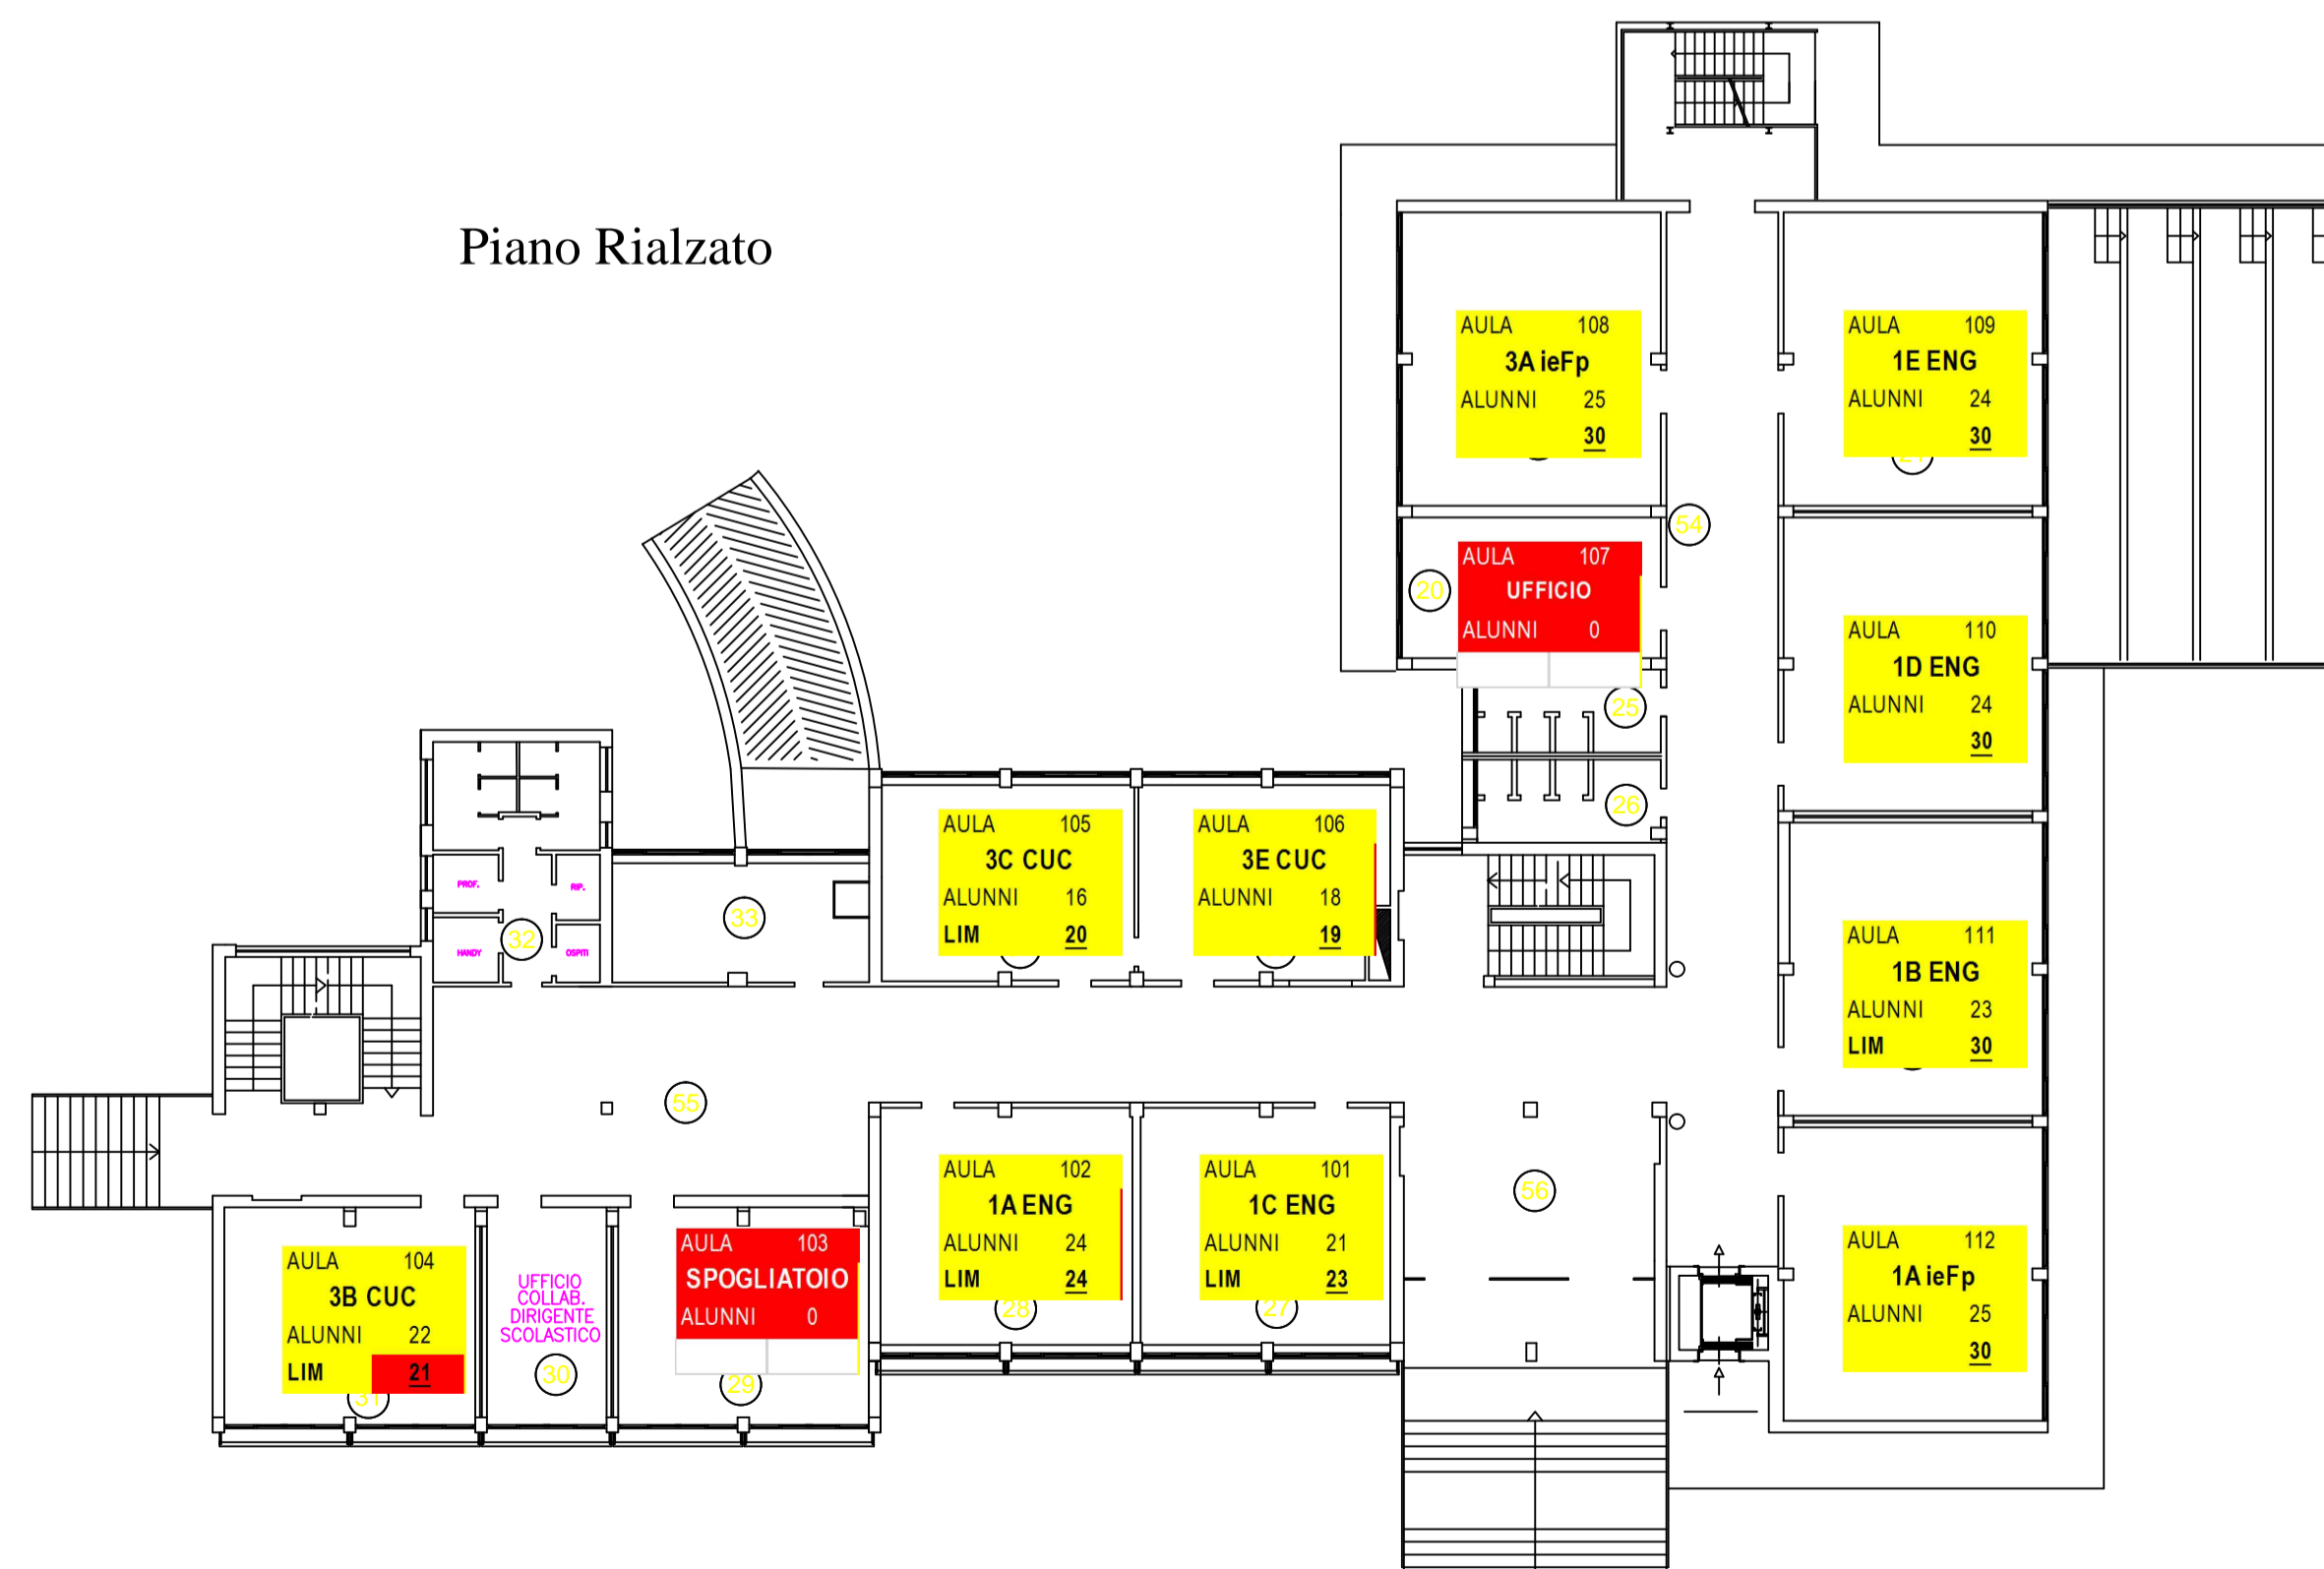 Piano Rialzato
AULA 108
3A ieFp
ALUNNI 25
30
AULA 109
1E ENG
ALUNNI 24
30
54
AULA 107
UFFICIO
ALUNNI 0
20
AULA 110
1D ENG
ALUNNI 24
30
25
26
AULA 105
3C CUC
ALUNNI 16
LIM 20
AULA 106
3E CUC
ALUNNI 18
19
PROF.
RIP.
HANDY
32
OSPITI
33
AULA 111
1B ENG
ALUNNI 23
LIM 30
55
56
AULA 102
1A ENG
ALUNNI 24
LIM 24
28
AULA 101
1C ENG
ALUNNI 21
LIM 23
27
AULA 112
1A ieFp
ALUNNI 25
30
AULA 104
3B CUC
ALUNNI 22
LIM 21
31
UFFICIO
COLLAB.
DIRIGENTE
SCOLASTICO
30
AULA 103
SPOGLIATOIO
ALUNNI 0
29